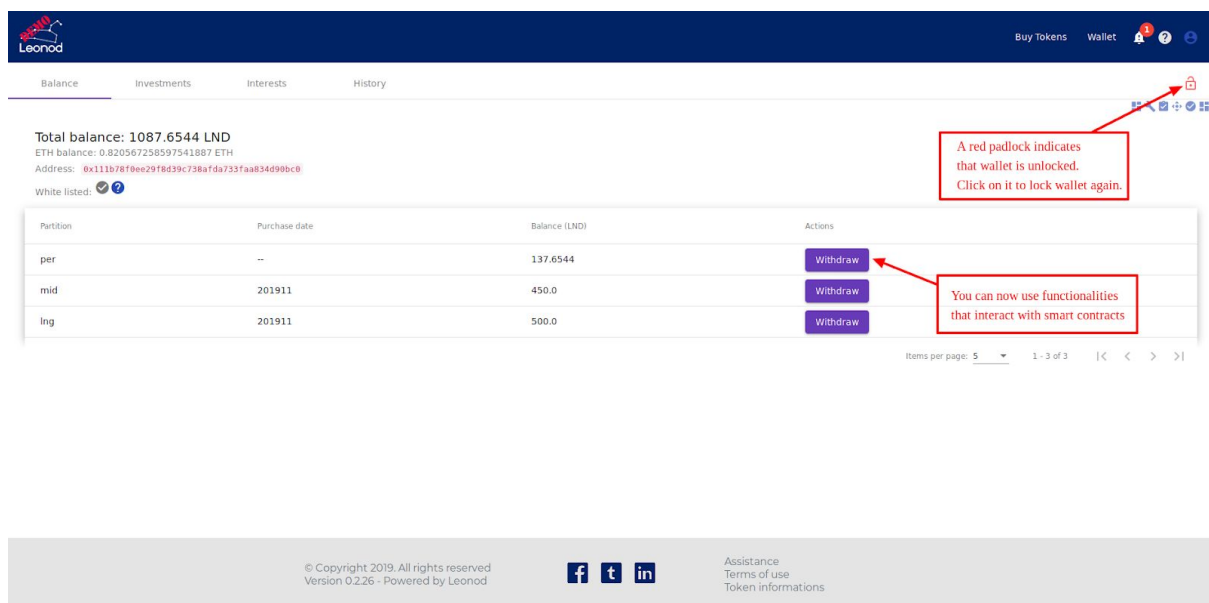 DEMO
Leonod
Buy Tokens Wallet 1
Balance Investments Interests History
A red padlock indicates
that wallet is unlocked.
Click on it to lock wallet again.
Total balance: 1087.6544 LND
ETH balance: 0.820567258597541887 ETH
Address: 0x111b78f0ee29f8d39c738afda733faa834d90bc0
White listed:
Partition Purchase date Balance (LND) Actions
per -- 137.6544 Withdraw
mid 201911 450.0 Withdraw
lng 201911 500.0 Withdraw
You can now use functionalities
that interact with smart contracts
Items per page: 5 1 - 3 of 3
© Copyright 2019. All rights reserved
Version 0.2.26 - Powered by Leonod
f t in
Assistance
Terms of use
Token informations